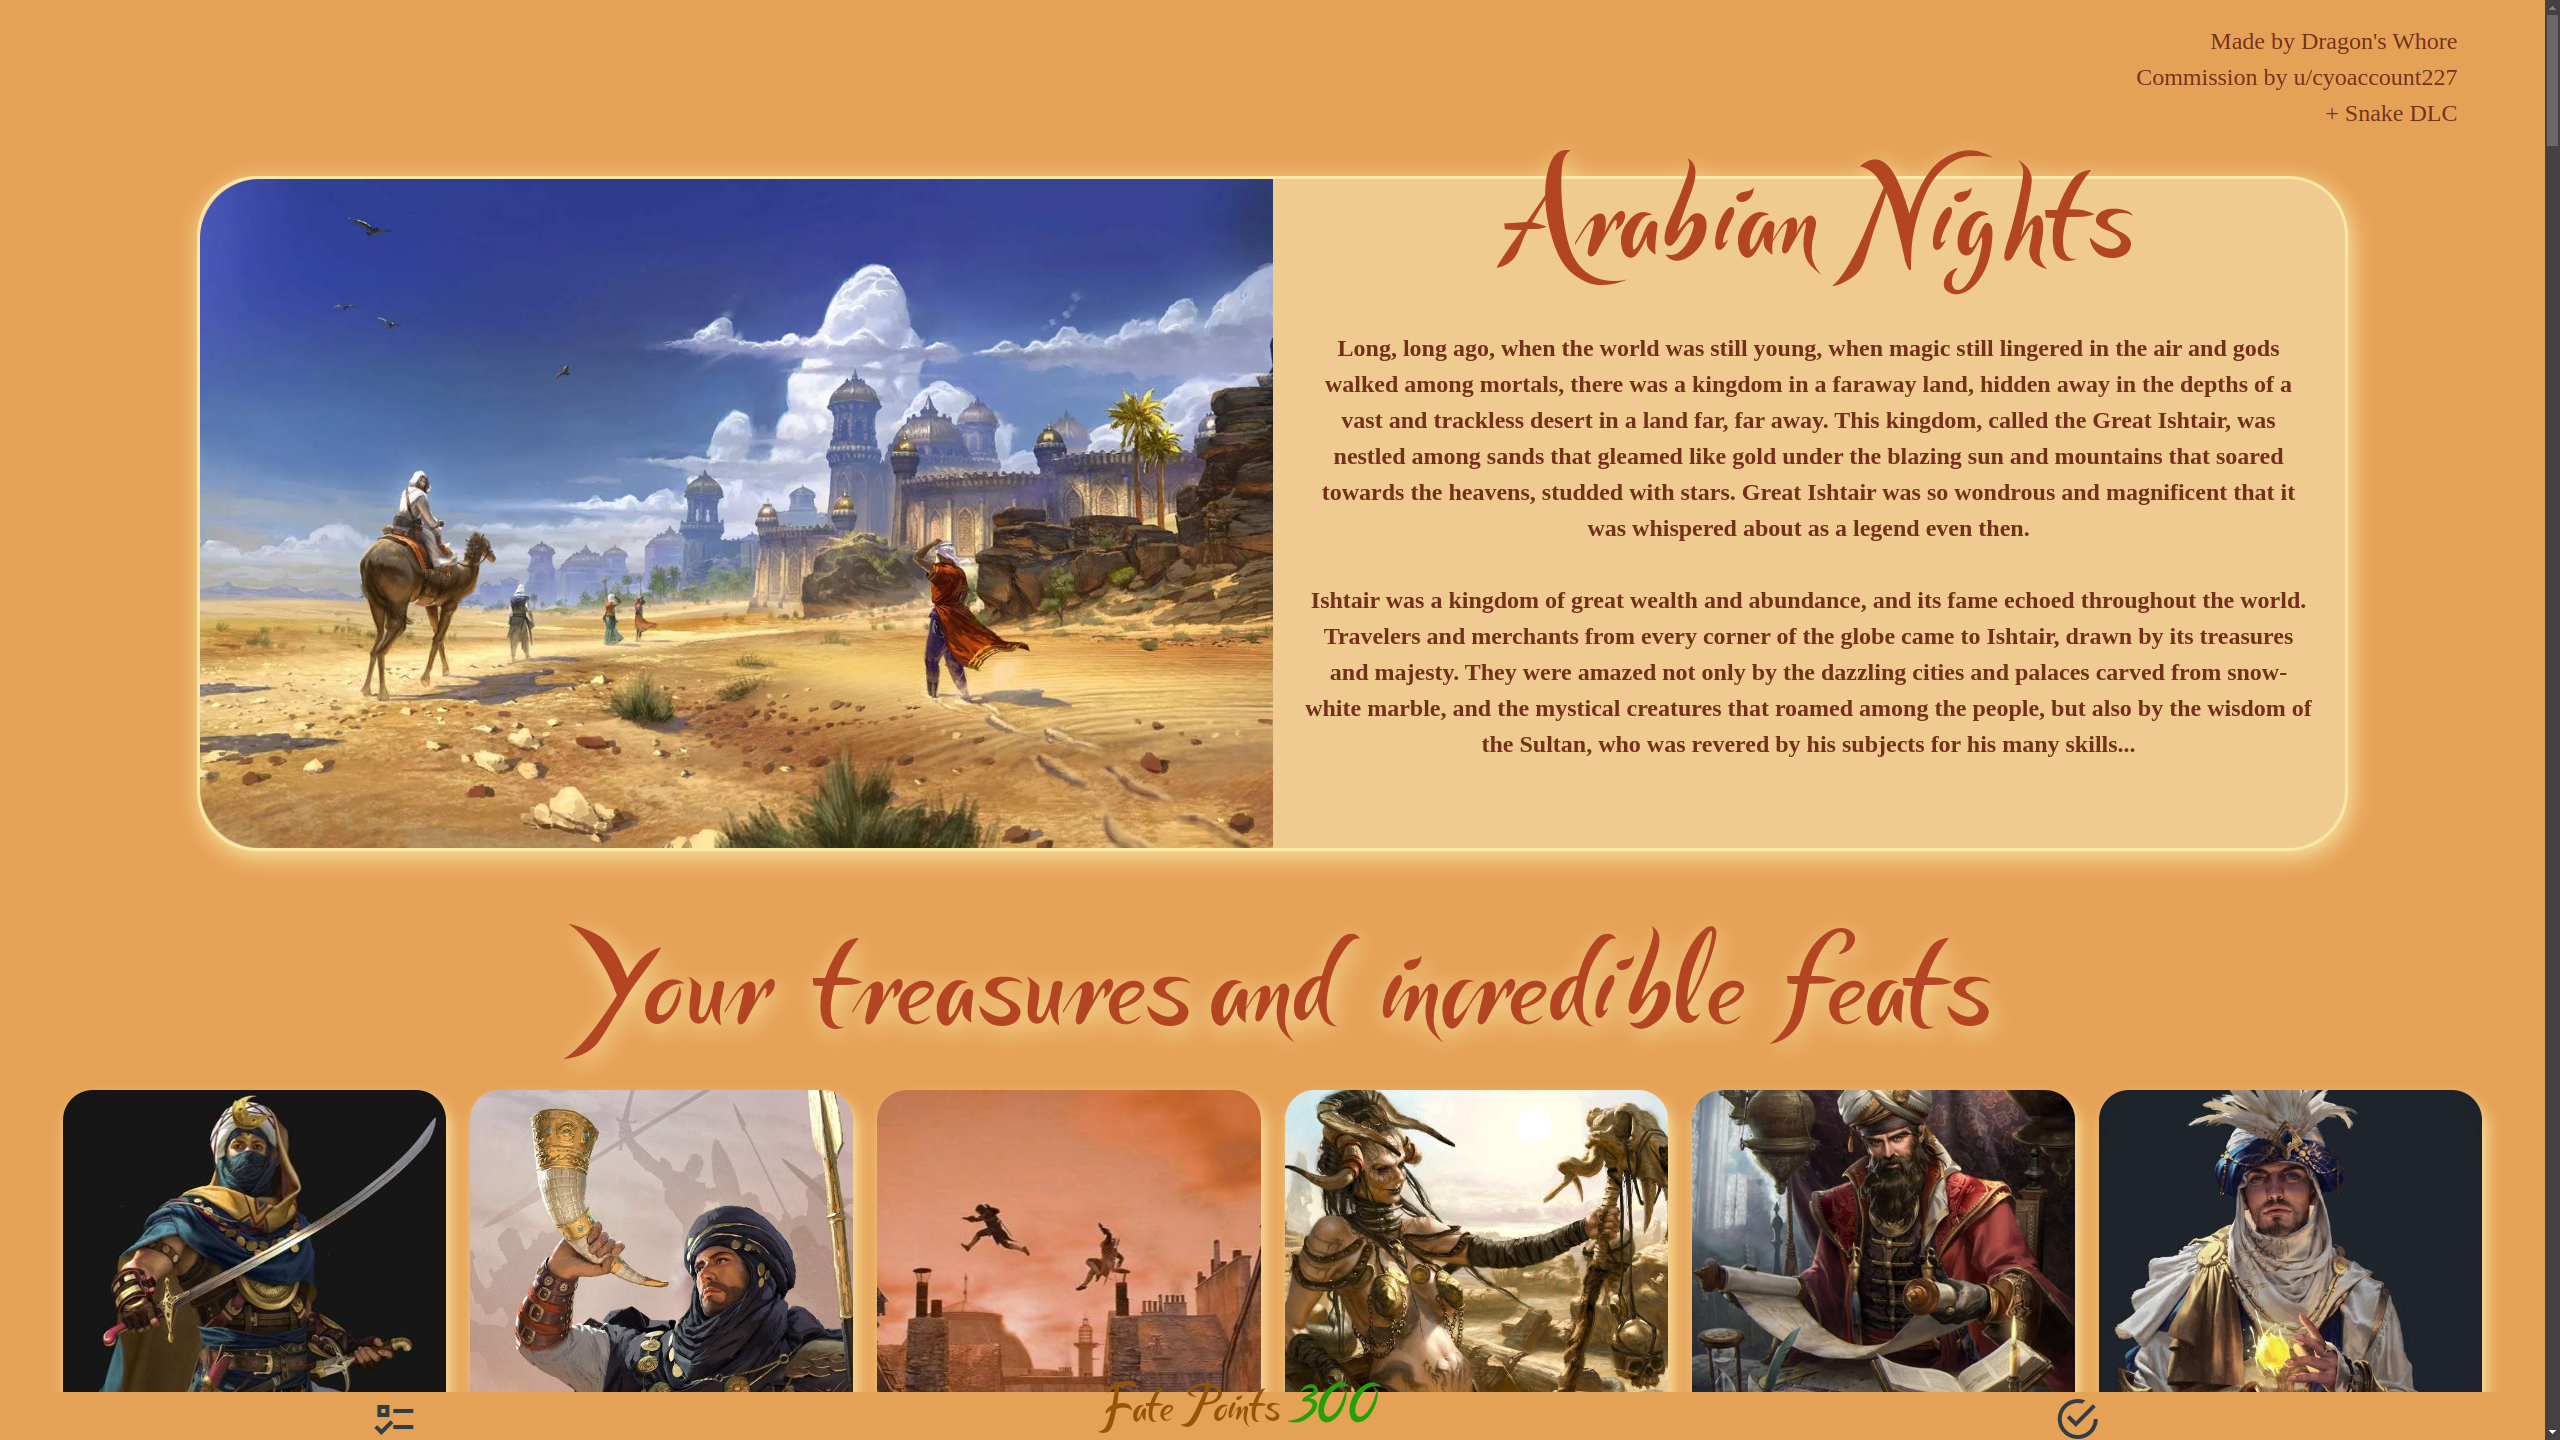 Made by Dragon's Whore
Commission by u/cyoaccount227
+ Snake DLC
Arabian Nights
Long, long ago, when the world was still young, when magic still lingered in the air and gods
walked among mortals, there was a kingdom in a faraway land, hidden away in the depths of a
vast and trackless desert in a land far, far away. This kingdom, called the Great Ishtair, was
nestled among sands that gleamed like gold under the blazing sun and mountains that soared
towards the heavens, studded with stars. Great Ishtair was so wondrous and magnificent that it
was whispered about as a legend even then.
Ishtair was a kingdom of great wealth and abundance, and its fame echoed throughout the world.
Travelers and merchants from every corner of the globe came to Ishtair, drawn by its treasures
and majesty. They were amazed not only by the dazzling cities and palaces carved from snow-
white marble, and the mystical creatures that roamed among the people, but also by the wisdom of
the Sultan, who was revered by his subjects for his many skills...
Your treasures and incredible feats
Fate Points 300